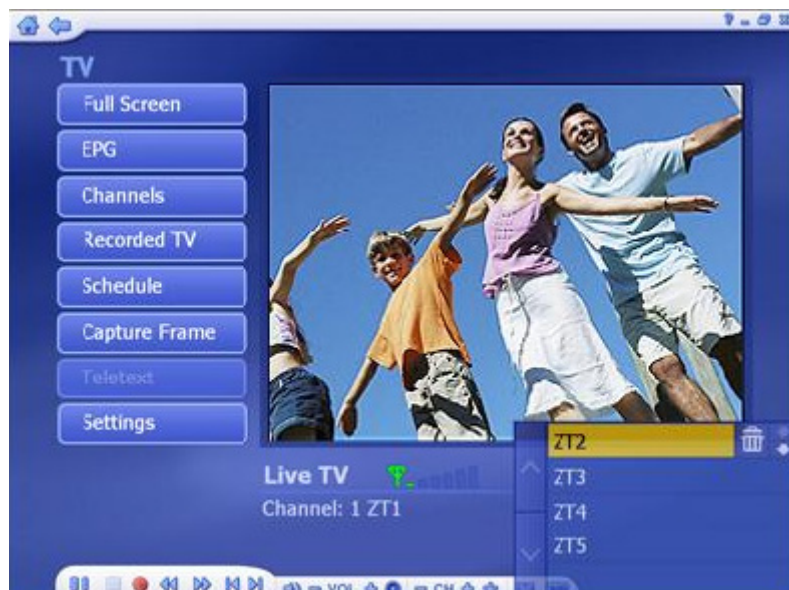 TV
Full Screen
EPG
Channels
Recorded TV
Schedule
Capture Frame
Teletext
Settings
Live TV
Channel: 1 ZT1
ZT2
ZT3
ZT4
ZT5
VOL
CH